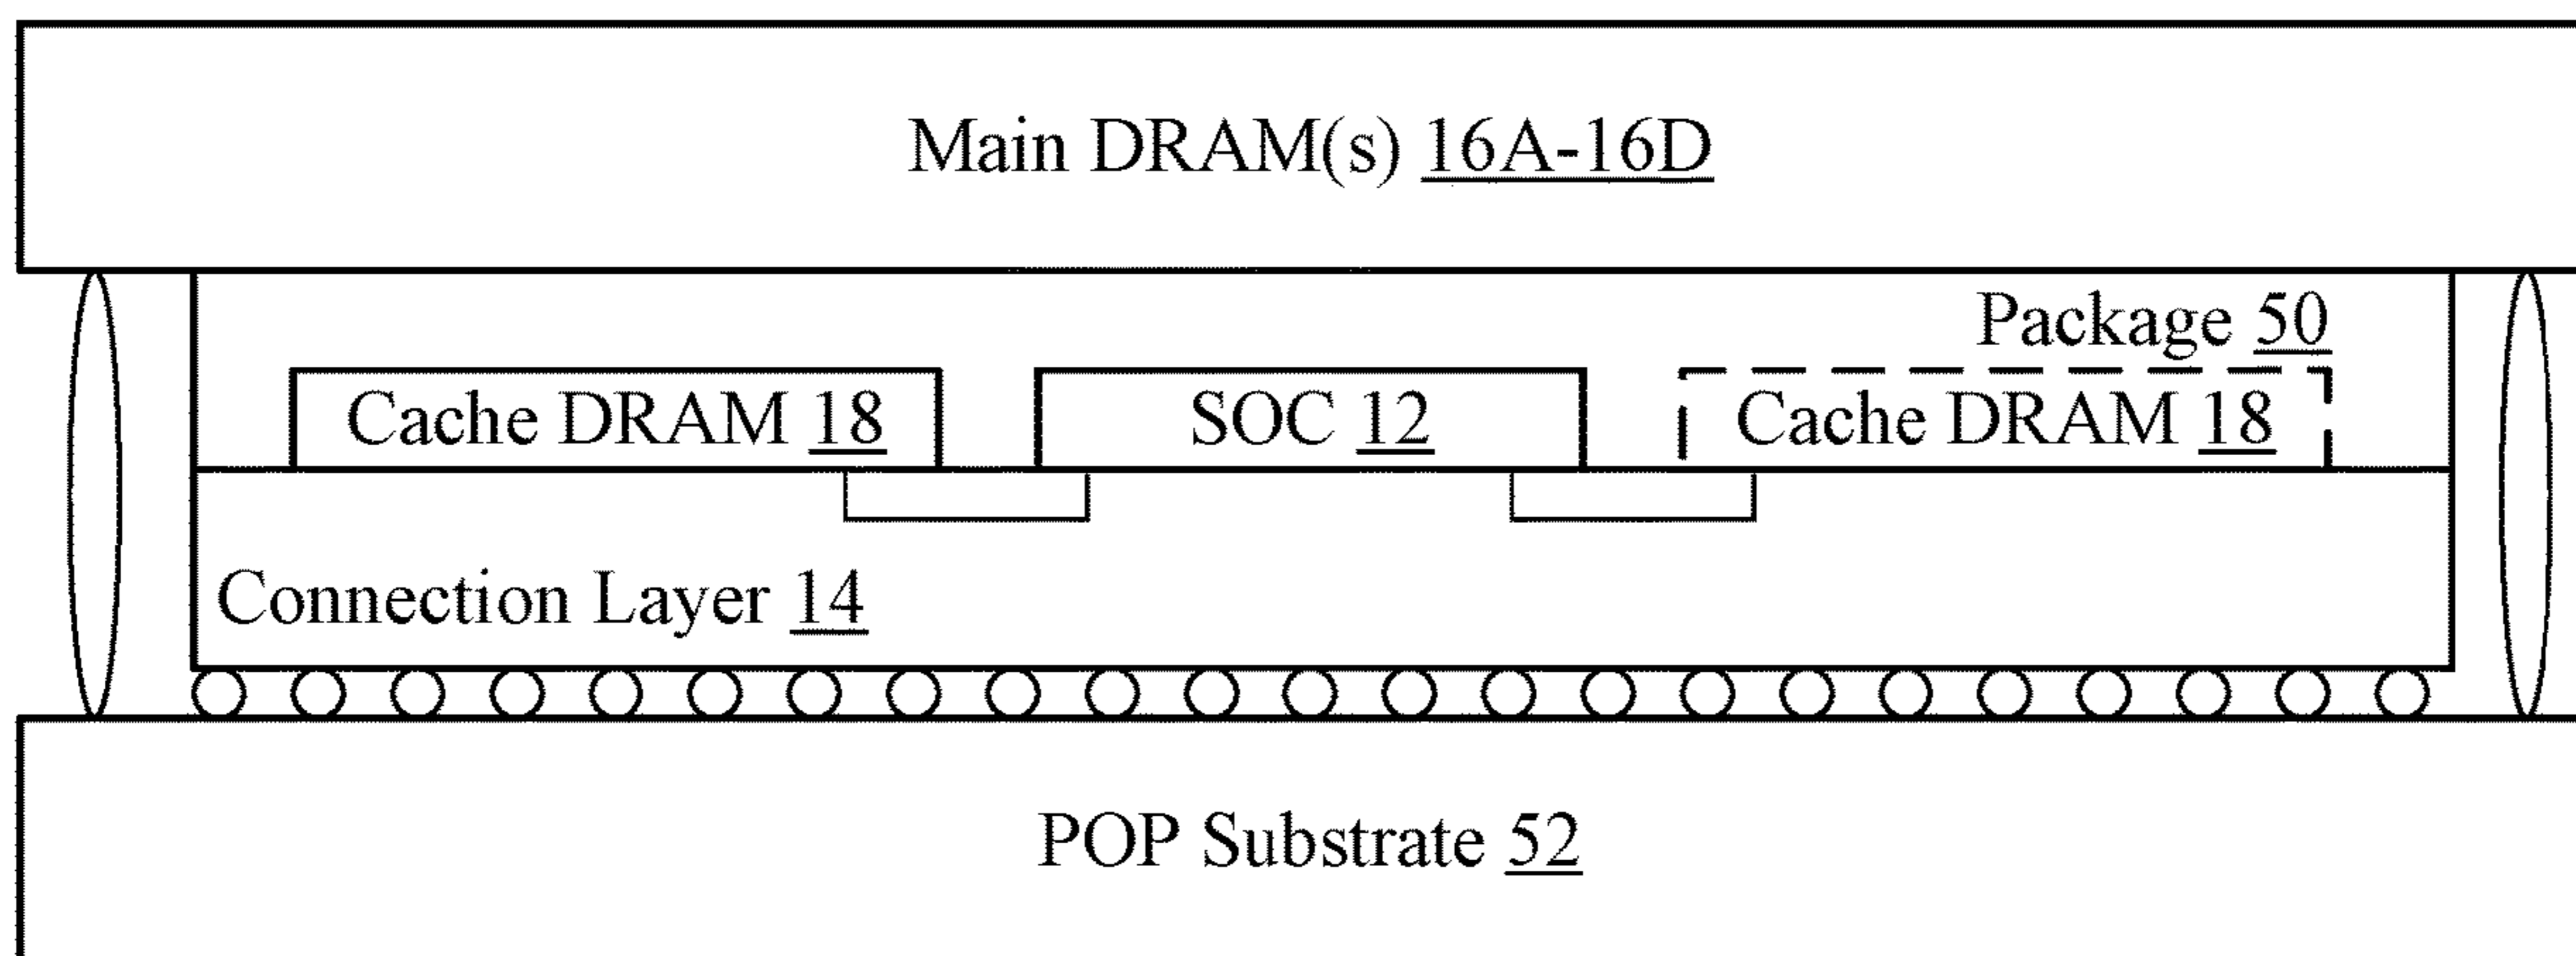 Main DRAM(s) 16A-16D
Package 50
Cache DRAM 18
SOC 12
Cache DRAM 18
Connection Layer 14
POP Substrate 52